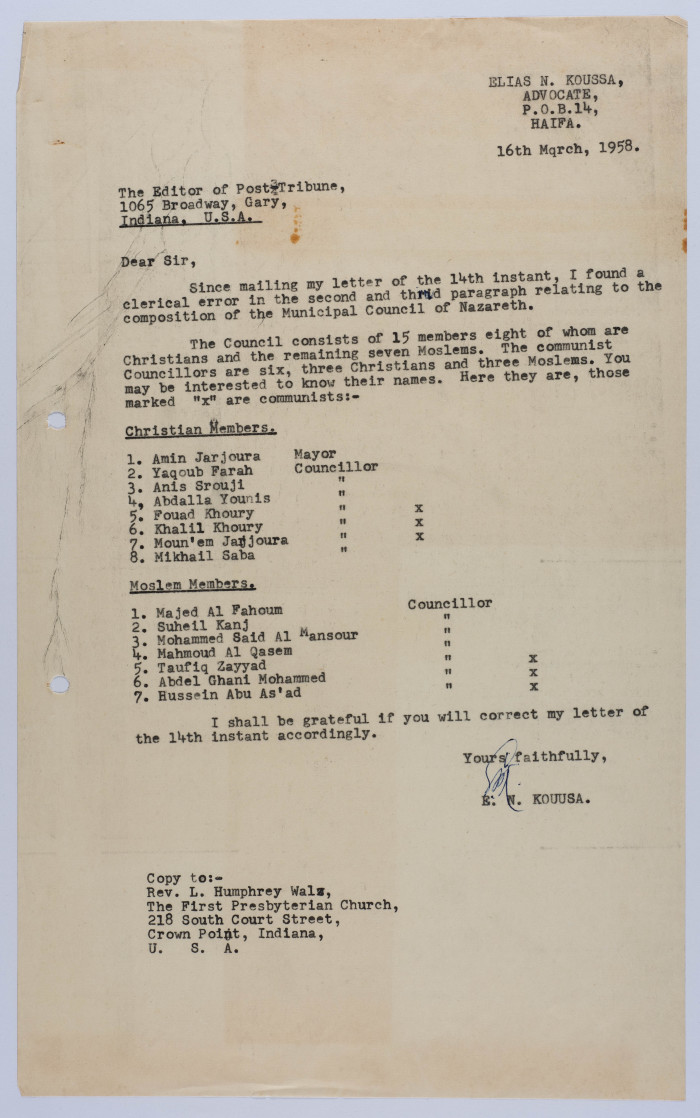 ELIAS N. KOUSSA,
ADVOCATE,
P.O.B.14,
HAIFA.
16th Mqrch, 1958.
The Editor of Post-Tribune,
1065 Broadway, Gary,
Indiana, U.S.A.
Dear Sir,
Since mailing my letter of the 14th instant, I found a
clerical error in the second and third paragraph relating to the
composition of the Municipal Council of Nazareth.
The Council consists of 15 members eight of whom are
Christians and the remaining seven Moslems. The communist
Councillors are six, three Christians and three Moslems. You
may be interested to know their names. Here they are, those
marked "x" are communists:-
Christian Members.
1. Amin Jarjoura Mayor
2. Yaqoub Farah Councillor
3. Anis Srouji "
4, Abdalla Younis "
5. Fouad Khoury " x
6. Khalil Khoury " x
7. Moun'em Jarjoura " x
8. Mikhail Saba "
Moslem Members.
1. Majed Al Fahoum Councillor
2. Suheil Kanj "
3. Mohammed Said Al Mansour "
4. Mahmoud Al Qasem "
5. Taufiq Zayyad " x
6. Abdel Ghani Mohammed " x
7. Hussein Abu As'ad " x
I shall be grateful if you will correct my letter of
the 14th instant accordingly.
Yours faithfully,
E. N. KOUUSA.
Copy to:-
Rev. L. Humphrey Walz,
The First Presbyterian Church,
218 South Court Street,
Crown Point, Indiana,
U. S. A.